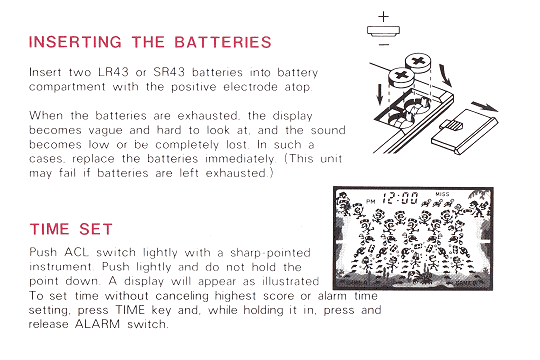 INSERTING THE BATTERIES
Insert two LR43 or SR43 batteries into battery
compartment with the positive electrode atop.
When the batteries are exhausted, the display
becomes vague and hard to look at, and the sound
becomes low or be completely lost. In such a
cases, replace the batteries immediately. (This unit
may fail if batteries are left exhausted.)
+
−
PM 12:00 MISS
TIME SET
Push ACL switch lightly with a sharp-pointed
instrument. Push lightly and do not hold the
point down. A display will appear as illustrated
To set time without canceling highest score or alarm time
setting, press TIME key and, while holding it in, press and
release ALARM switch.